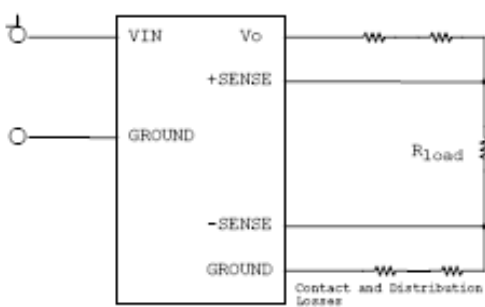 VIN
Vo
+SENSE
GROUND
Rload
-SENSE
GROUND
Contact and Distribution
Losses